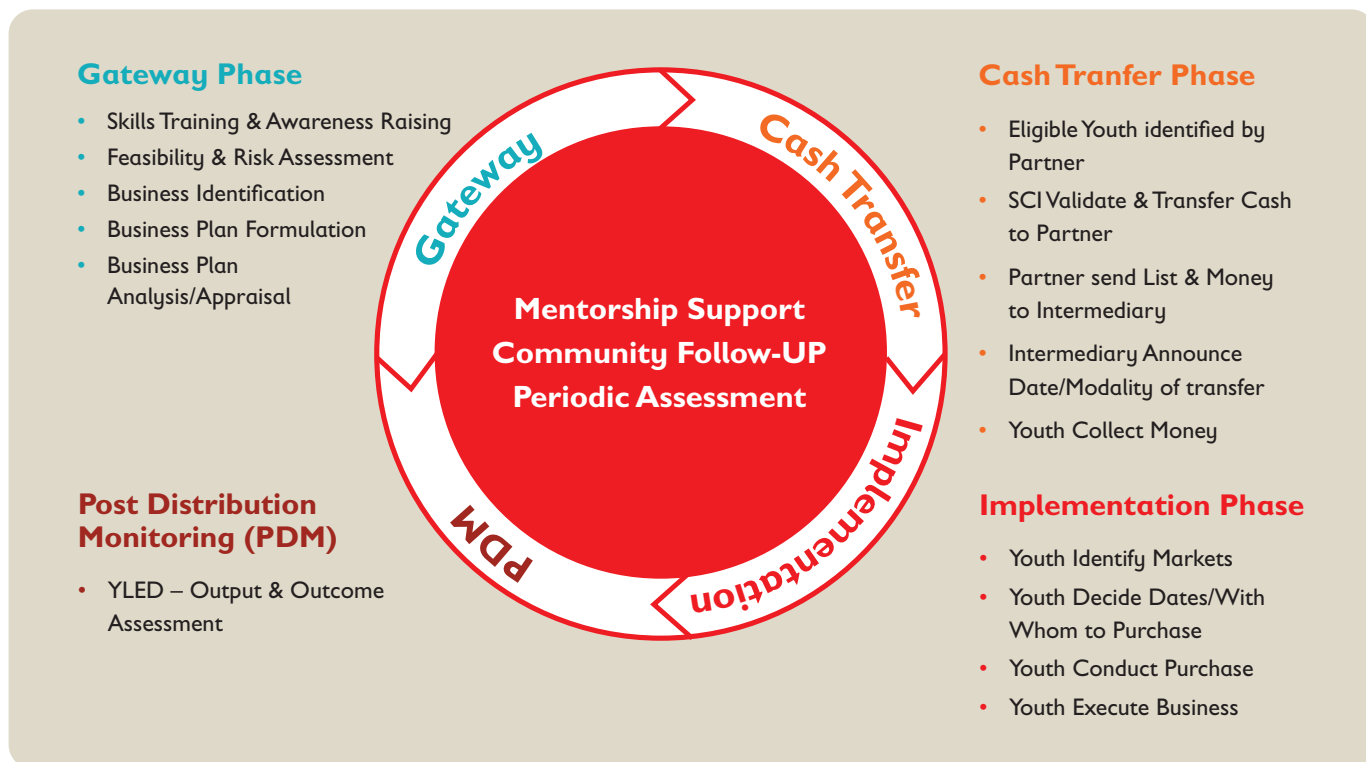 Gateway Phase
• Skills Training & Awareness Raising
• Feasibility & Risk Assessment
• Business Identification
• Business Plan Formulation
• Business Plan
Analysis/Appraisal
Post Distribution
Monitoring (PDM)
• YLED – Output & Outcome
Assessment
Gateway
Cash Transfer
Implementation
PDM
Mentorship Support
Community Follow-UP
Periodic Assessment
Cash Tranfer Phase
• Eligible Youth identified by
Partner
• SCI Validate & Transfer Cash
to Partner
• Partner send List & Money
to Intermediary
• Intermediary Announce
Date/Modality of transfer
• Youth Collect Money
Implementation Phase
• Youth Identify Markets
• Youth Decide Dates/With
Whom to Purchase
• Youth Conduct Purchase
• Youth Execute Business